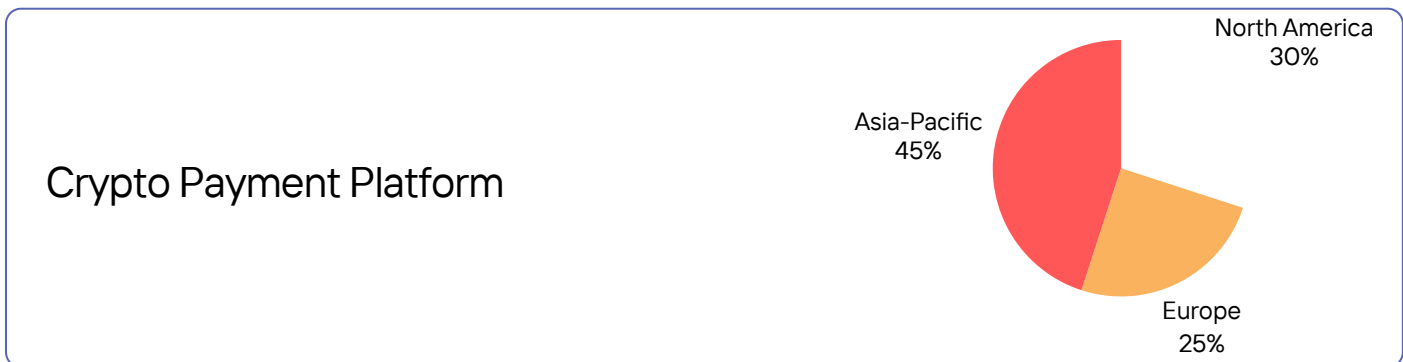 Crypto Payment Platform
North America
30%
Asia-Pacific
45%
Europe
25%